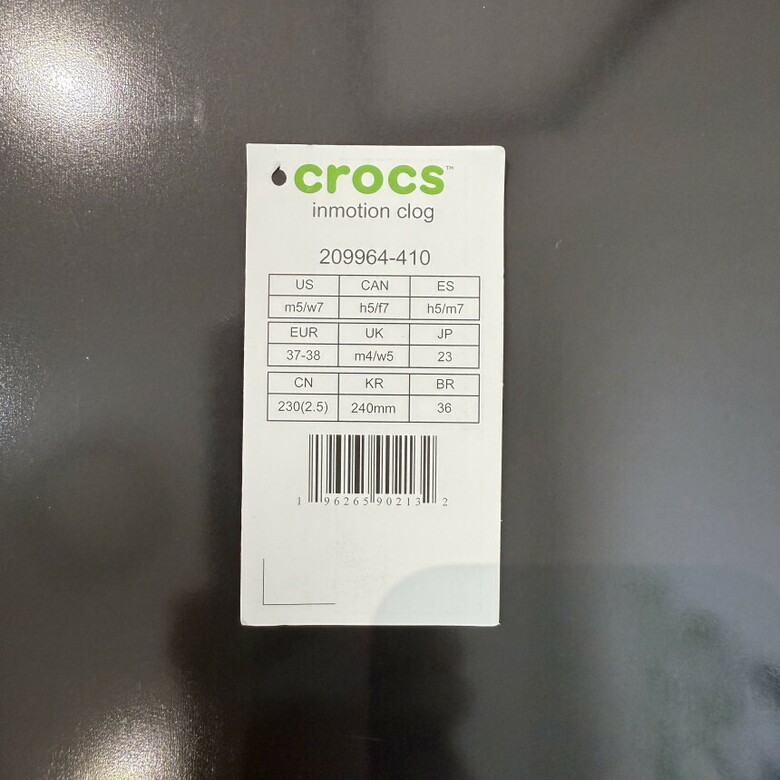 crocs™
inmotion clog
209964-410
US CAN ES
m5/w7 h5/f7 h5/m7
EUR UK JP
37-38 m4/w5 23
CN KR BR
230(2.5) 240mm 36
1 96265 90213 2